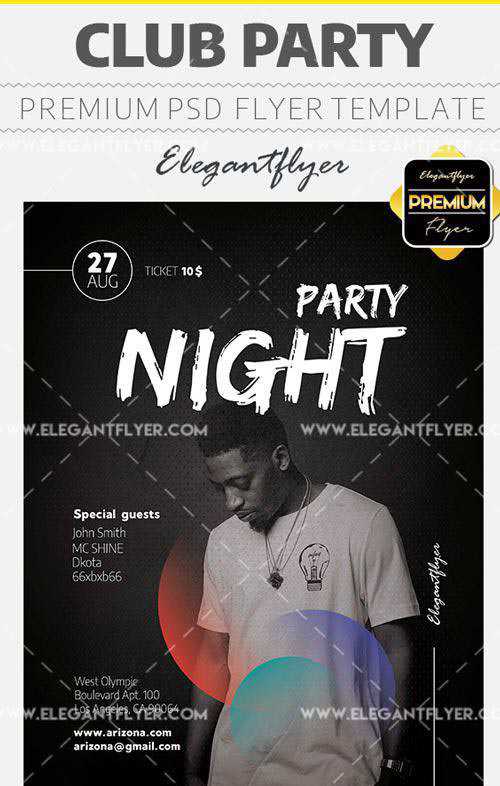 CLUB PARTY
PREMIUM PSD FLYER TEMPLATE
Elegantflyer
Elegantflyer
PREMIUM
Flyer
27
AUG
TICKET 10$
PARTY
NIGHT
WWW.ELEGANTFLYER.COM
WWW.ELEGANTFLYER.COM
Special guests
John Smith
MC SHINE
Dkota
66xbxb66
Elegantflyer
West Olympic
Boulevard Apt. 100
Los Angeles, CA 90064
WWW.ELEGANTFLYER.COM
WWW.ELEGANTFLYER.COM
www.arizona.com
arizona@gmail.com